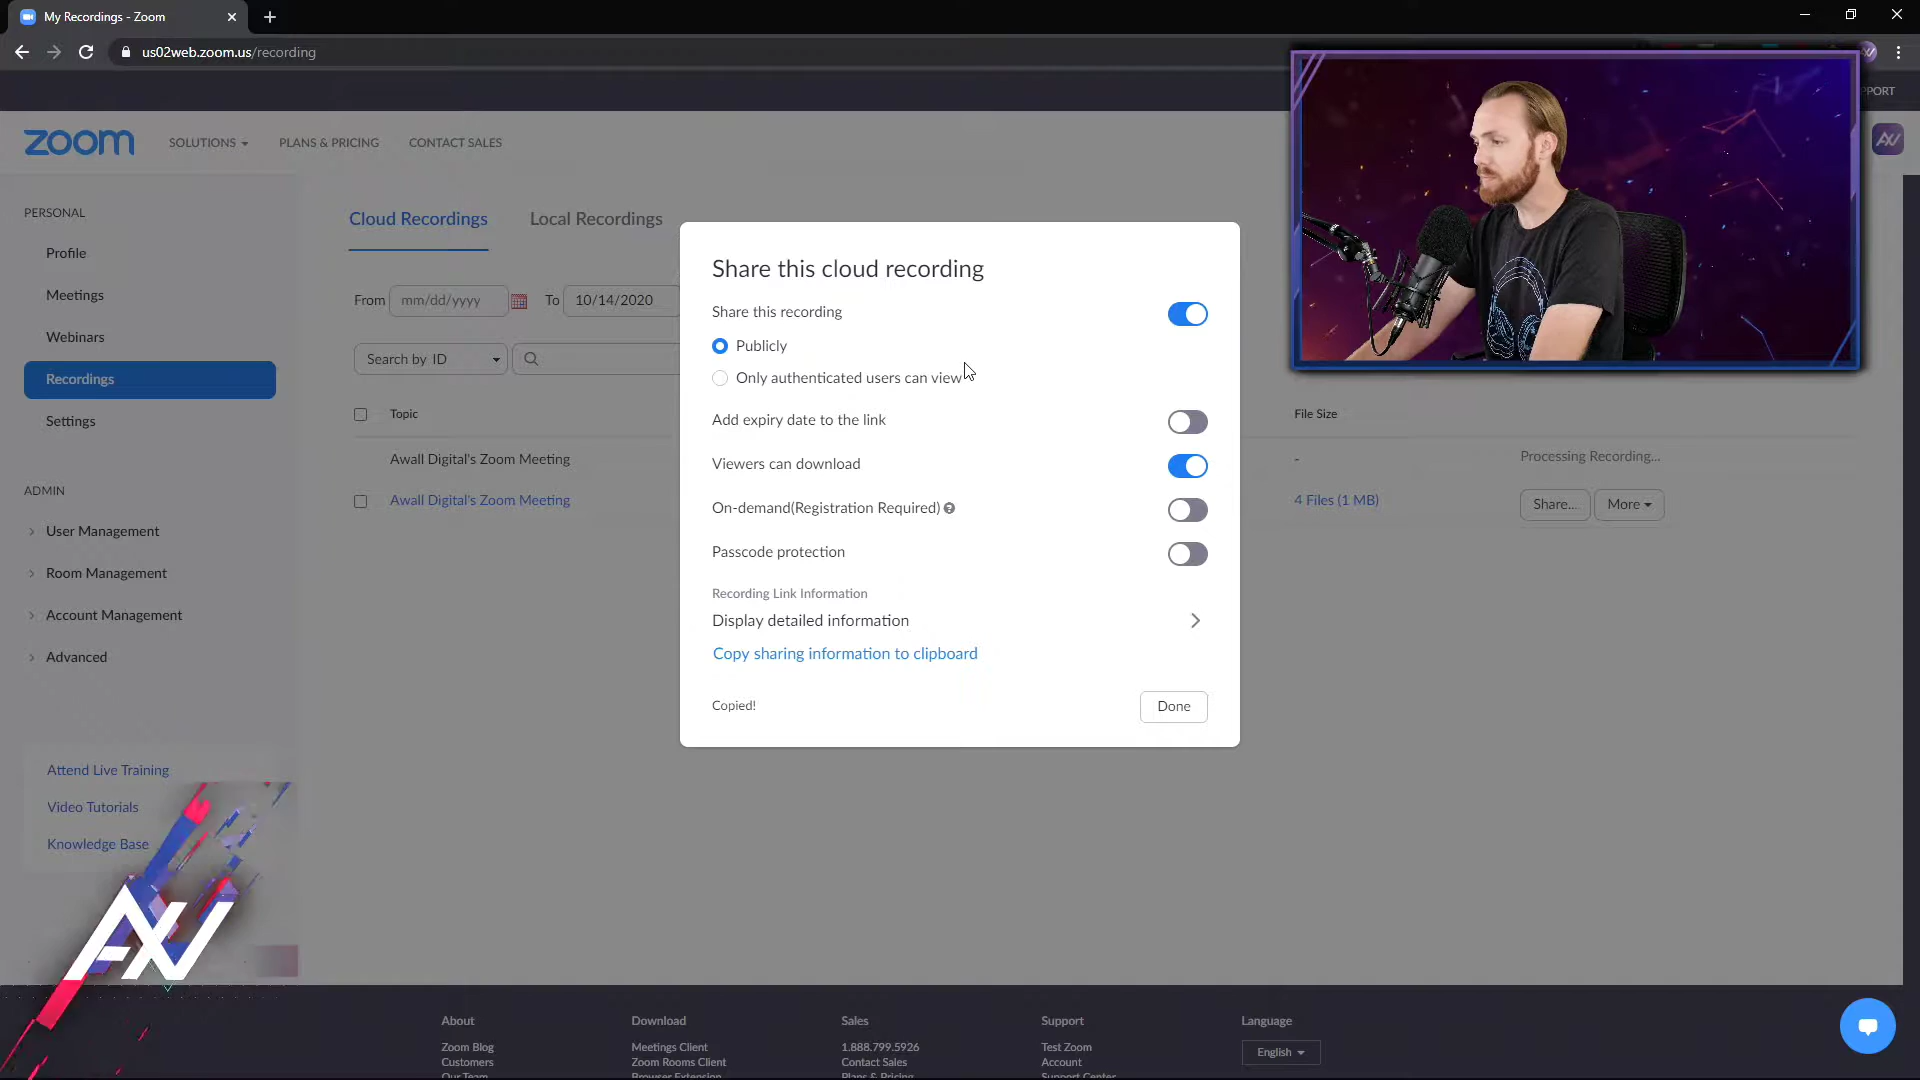 My Recordings - Zoom
us02web.zoom.us/recording
PPORT
zoom
SOLUTIONS
PLANS & PRICING
CONTACT SALES
PERSONAL
Profile
Meetings
Webinars
Recordings
Settings
ADMIN
User Management
Room Management
Account Management
Advanced
Attend Live Training
Video Tutorials
Knowledge Base
Cloud Recordings
Local Recordings
From mm/dd/yyyy To 10/14/2020
Search by ID
Topic
File Size
Awall Digital's Zoom Meeting
-
Processing Recording...
Awall Digital's Zoom Meeting
4 Files (1 MB)
Share...
More
Share this cloud recording
Share this recording
Publicly
Only authenticated users can view
Add expiry date to the link
Viewers can download
On-demand(Registration Required)
Passcode protection
Recording Link Information
Display detailed information
Copy sharing information to clipboard
Copied!
Done
About
Zoom Blog
Customers
Our Team
Download
Meetings Client
Zoom Rooms Client
Browser Extension
Sales
1.888.799.5926
Contact Sales
Plans & Pricing
Support
Test Zoom
Account
Support Center
Language
English